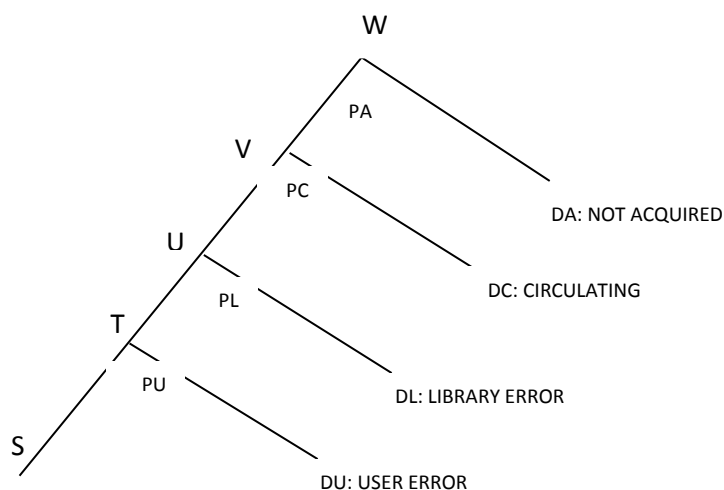 W
PA
V
PC
DA: NOT ACQUIRED
U
DC: CIRCULATING
PL
T
PU
DL: LIBRARY ERROR
S
DU: USER ERROR